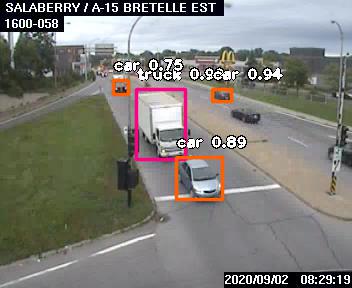 SALABERRY / A-15 BRETELLE EST
1600-058
car 0.75
truck 0.9
car 0.94
car 0.89
2020/09/02 08:29:19